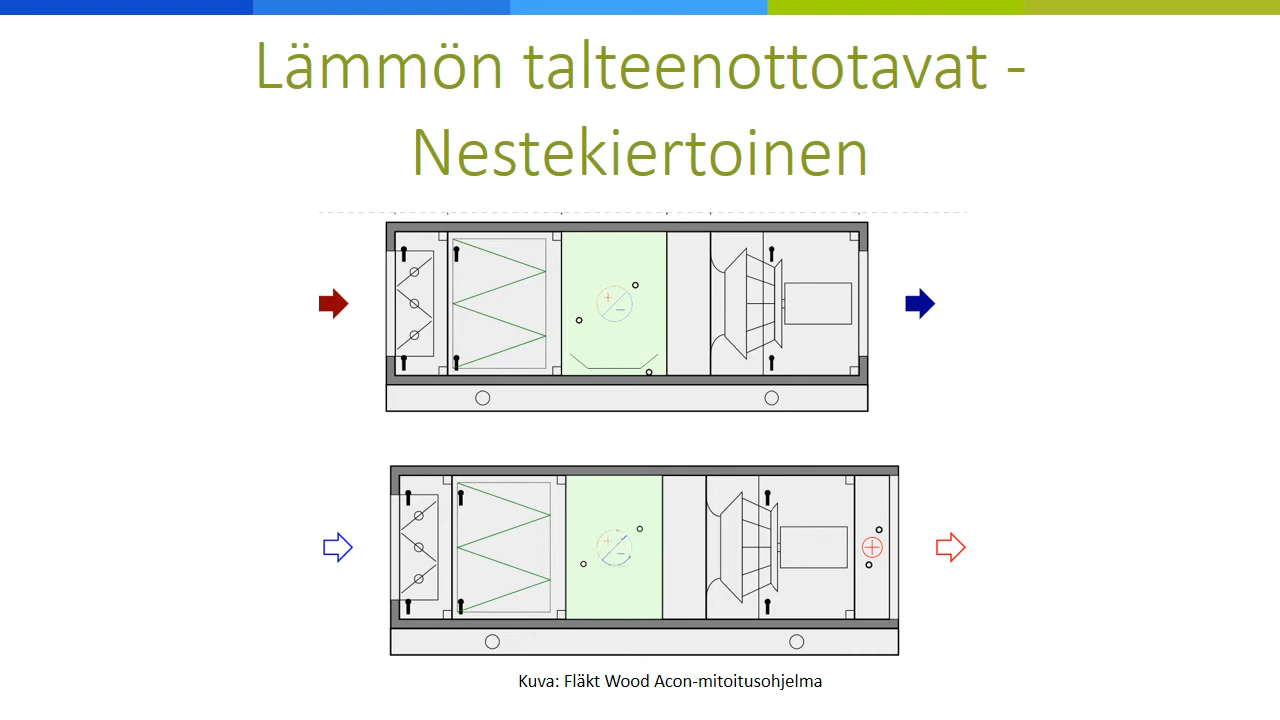 Lämmön talteenottotavat -
Nestekiertoinen
Kuva: Fläkt Wood Acon-mitoitusohjelma